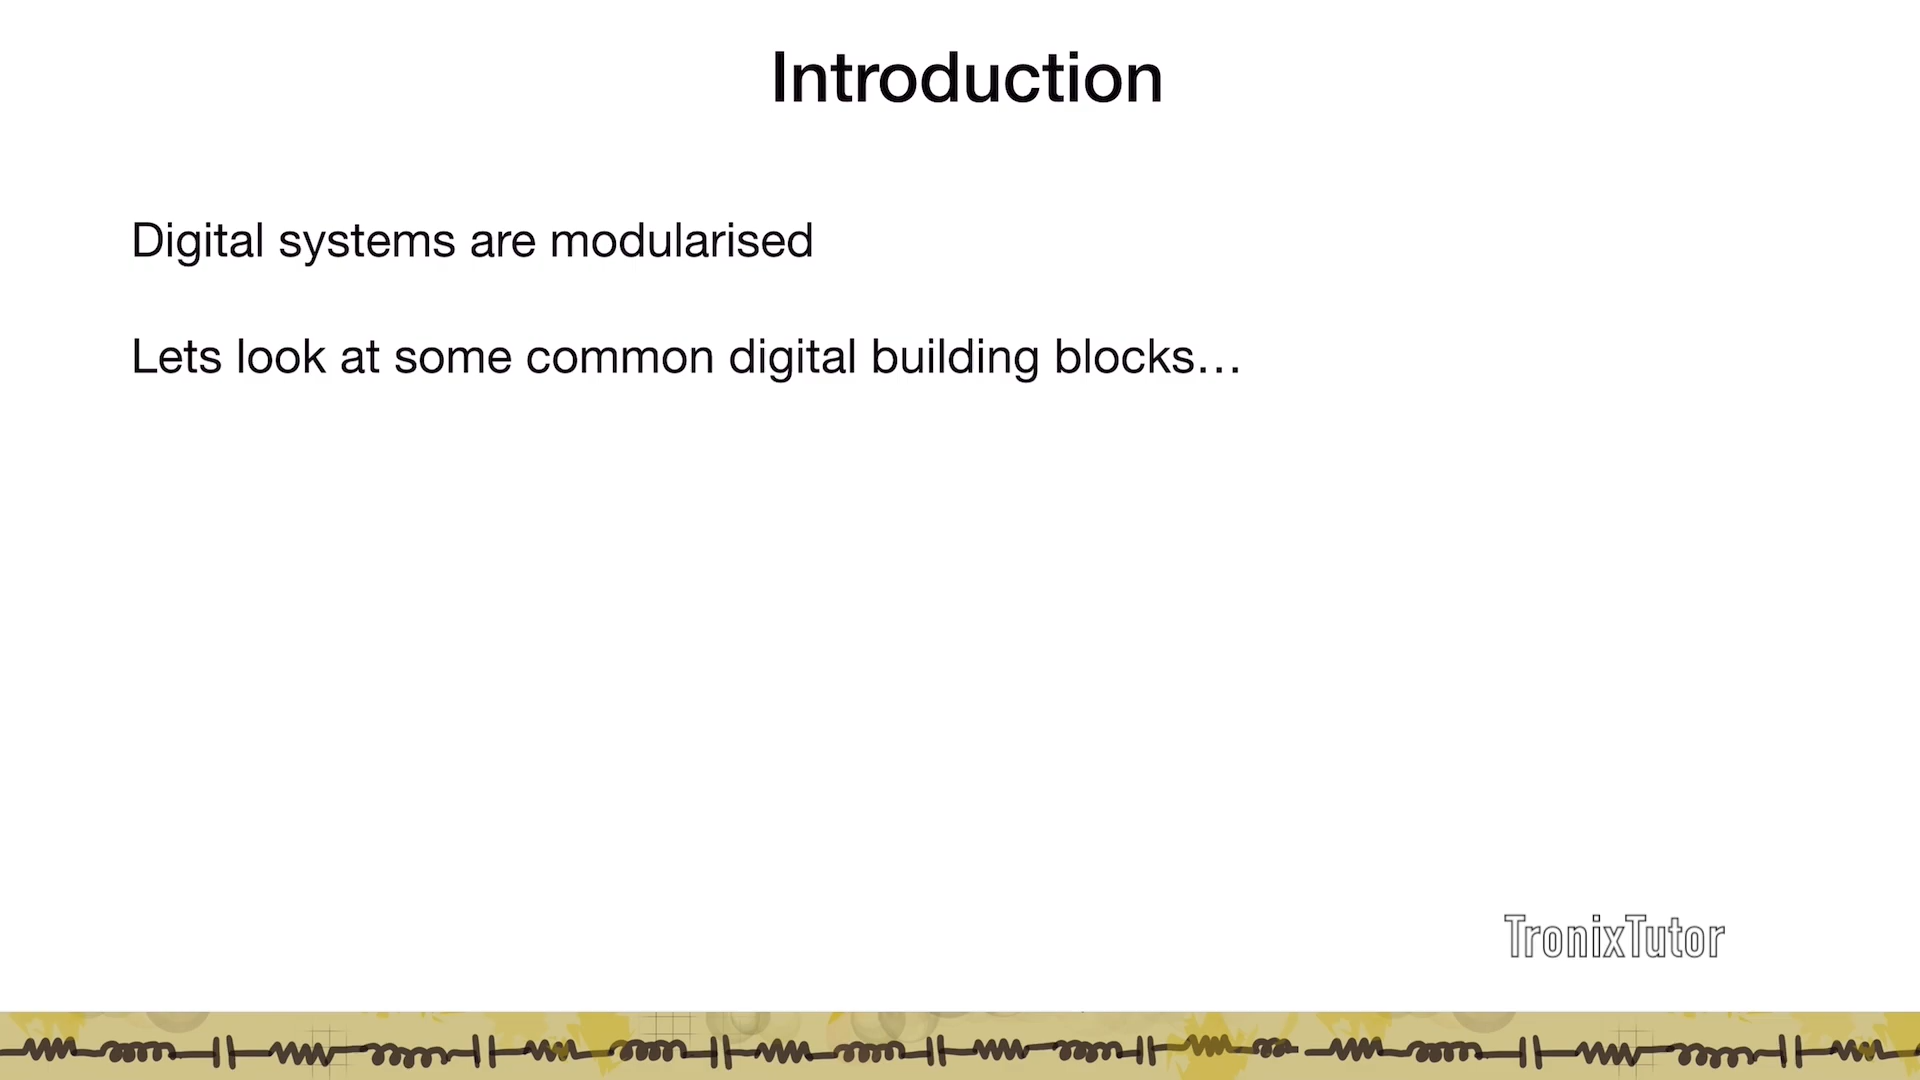 Introduction
Digital systems are modularised
Lets look at some common digital building blocks…
TronixTutor